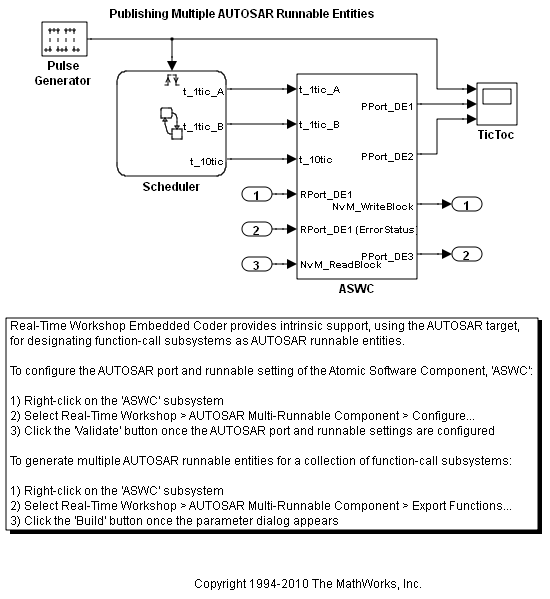 Publishing Multiple AUTOSAR Runnable Entities
Pulse
Generator
t_1tic_A
t_1tic_B
t_10tic
Scheduler
t_1tic_A
t_1tic_B
t_10tic
RPort_DE1
RPort_DE1 (ErrorStatus
NvM_ReadBlock
PPort_DE1
PPort_DE2
NvM_WriteBlock
PPort_DE3
ASWC
TicToc
1
2
3
1
2
Real-Time Workshop Embedded Coder provides intrinsic support, using the AUTOSAR target,
for designating function-call subsystems as AUTOSAR runnable entities.
To configure the AUTOSAR port and runnable setting of the Atomic Software Component, 'ASWC':
1) Right-click on the 'ASWC' subsystem
2) Select Real-Time Workshop > AUTOSAR Multi-Runnable Component > Configure...
3) Click the 'Validate' button once the AUTOSAR port and runnable settings are configured
To generate multiple AUTOSAR runnable entities for a collection of function-call subsystems:
1) Right-click on the 'ASWC' subsystem
2) Select Real-Time Workshop > AUTOSAR Multi-Runnable Component > Export Functions...
3) Click the 'Build' button once the parameter dialog appears
Copyright 1994-2010 The MathWorks, Inc.